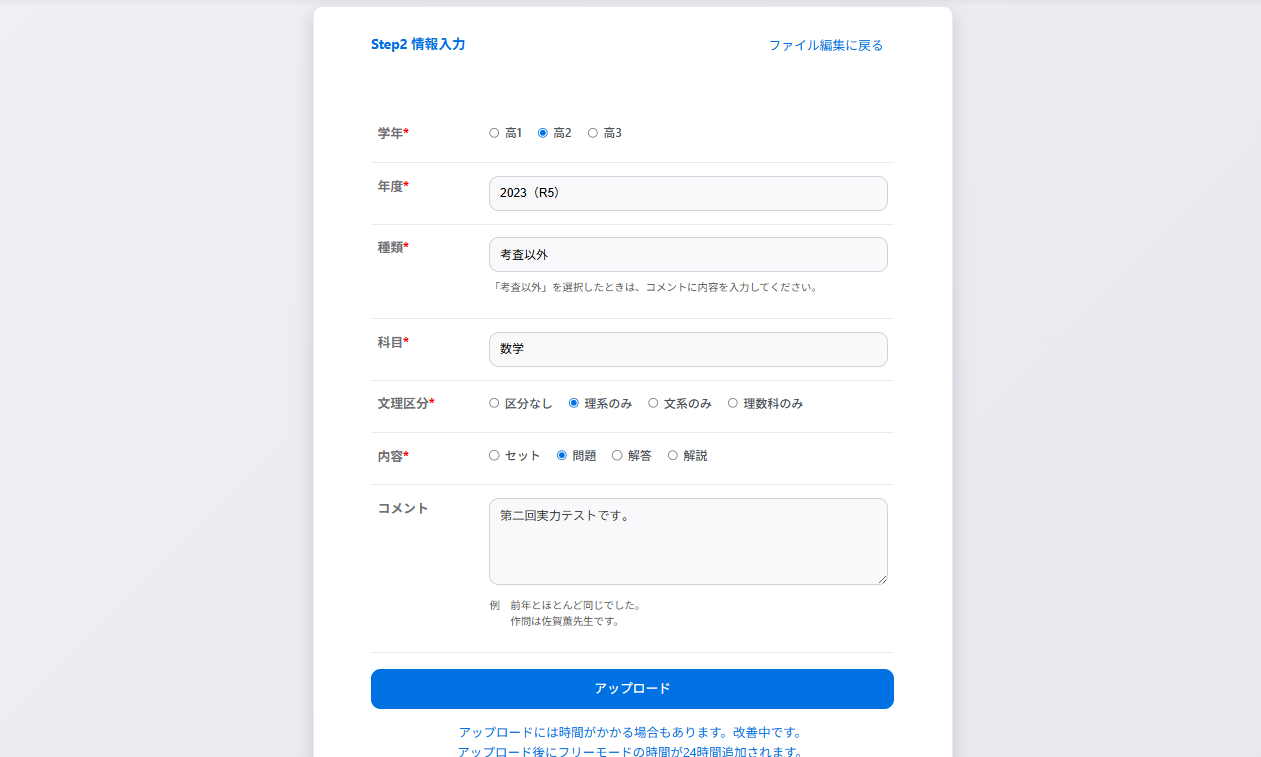 Step2 情報入力
ファイル編集に戻る
学年*
高1 高2 高3
年度*
2023（R5）
種類*
考査以外
「考査以外」を選択したときは、コメントに内容を入力してください。
科目*
数学
文理区分*
区分なし 理系のみ 文系のみ 理数科のみ
内容*
セット 問題 解答 解説
コメント
第二回実力テストです。
例　前年とほとんど同じでした。
作問は佐賀薫先生です。
アップロード
アップロードには時間がかかる場合もあります。改善中です。
アップロード後にフリーモードの時間が24時間追加されます。